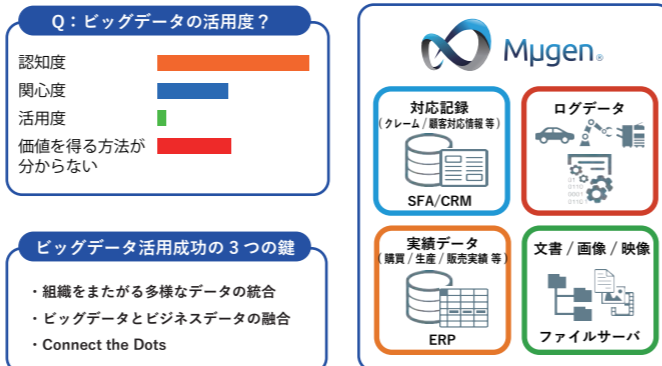 Q：ビッグデータの活用度？
認知度
関心度
活用度
価値を得る方法が
分からない
ビッグデータ活用成功の 3 つの鍵
・組織をまたがる多様なデータの統合
・ビッグデータとビジネスデータの融合
・Connect the Dots
Mμgen®
対応記録
( クレーム / 顧客対応情報 等 )
SFA/CRM
ログデータ
01
0110
0001
01101
実績データ
( 購買 / 生産 / 販売実績 等 )
ERP
文書 / 画像 / 映像
ファイルサーバ